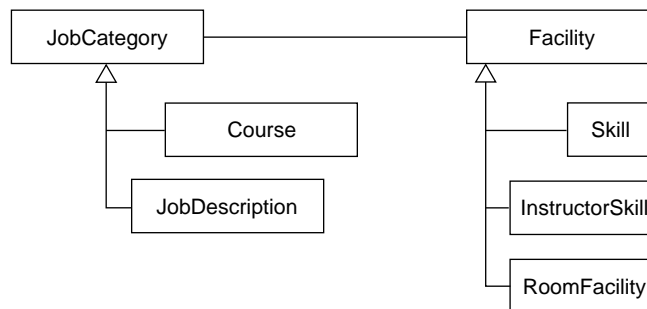 JobCategory
Facility
Course
Skill
JobDescription
InstructorSkill
RoomFacility